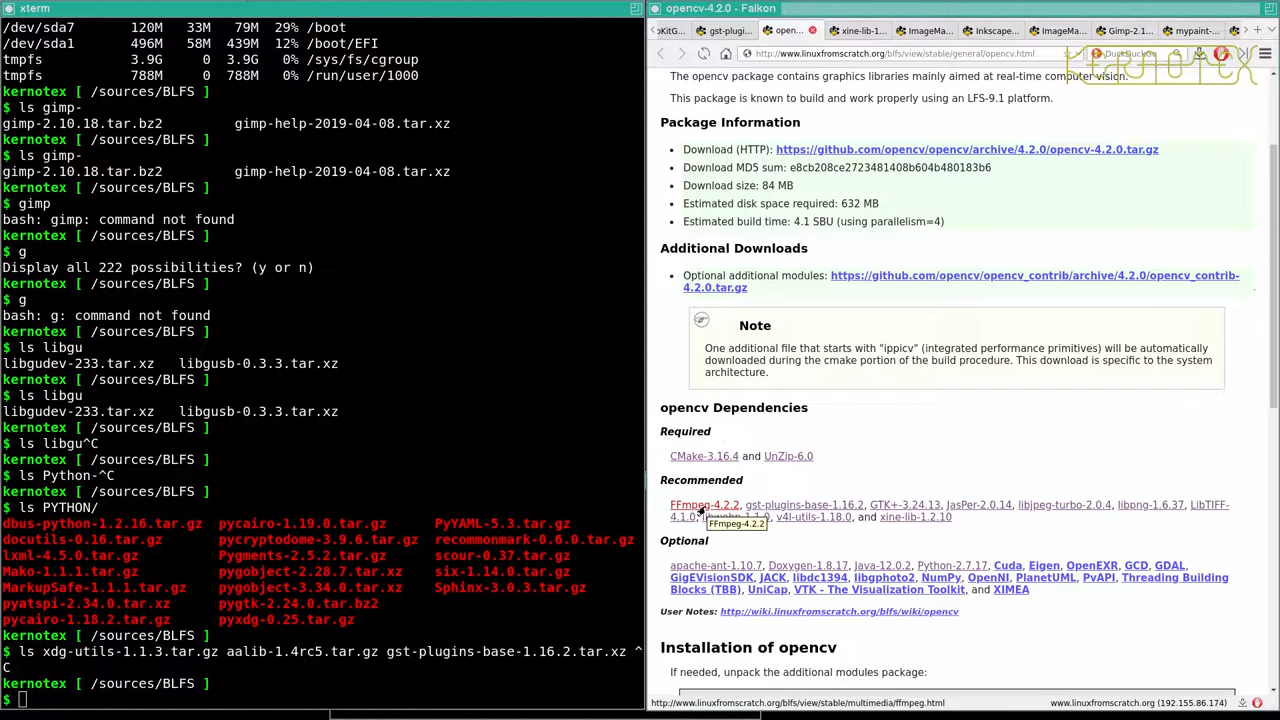 xterm
/dev/sda7       120M   33M   79M  29% /boot
/dev/sda1       496M   58M  439M  12% /boot/EFI
tmpfs           3.9G     0  3.9G   0% /sys/fs/cgroup
tmpfs           788M     0  788M   0% /run/user/1000
kernotex [ /sources/BLFS ]
$ ls gimp-
gimp-2.10.18.tar.bz2         gimp-help-2019-04-08.tar.xz
kernotex [ /sources/BLFS ]
$ ls gimp-
gimp-2.10.18.tar.bz2         gimp-help-2019-04-08.tar.xz
kernotex [ /sources/BLFS ]
$ gimp
bash: gimp: command not found
kernotex [ /sources/BLFS ]
$ g
Display all 222 possibilities? (y or n)
kernotex [ /sources/BLFS ]
$ g
bash: g: command not found
kernotex [ /sources/BLFS ]
$ ls libgu
libgudev-233.tar.xz   libgusb-0.3.3.tar.xz
kernotex [ /sources/BLFS ]
$ ls libgu
libgudev-233.tar.xz   libgusb-0.3.3.tar.xz
kernotex [ /sources/BLFS ]
$ ls libgu^C
kernotex [ /sources/BLFS ]
$ ls Python-^C
kernotex [ /sources/BLFS ]
$ ls PYTHON/
dbus-python-1.2.16.tar.gz  pycairo-1.19.0.tar.gz      PyYAML-5.3.tar.gz
docutils-0.16.tar.gz       pycryptodome-3.9.6.tar.gz  recommonmark-0.6.0.tar.gz
lxml-4.5.0.tar.gz          Pygments-2.5.2.tar.gz      scour-0.37.tar.gz
Mako-1.1.1.tar.gz          pygobject-2.28.7.tar.xz    six-1.14.0.tar.gz
MarkupSafe-1.1.1.tar.gz    pygobject-3.34.0.tar.xz    Sphinx-3.0.3.tar.gz
pyatspi-2.34.0.tar.xz      pygtk-2.24.0.tar.bz2
pycairo-1.18.2.tar.gz      pyxdg-0.25.tar.gz
kernotex [ /sources/BLFS ]
$ ls xdg-utils-1.1.3.tar.gz aalib-1.4rc5.tar.gz gst-plugins-base-1.16.2.tar.xz ^
C
kernotex [ /sources/BLFS ]
$
opencv-4.2.0 - Falkon
oKitG... gst-plugi... open... xine-lib-1... ImageMa... Inkscape... ImageMa... Gimp-2.1... mypaint-...
http://www.linuxfromscratch.org/blfs/view/stable/general/opencv.html DuckDuckGo
KERNOTEX
The opencv package contains graphics libraries mainly aimed at real-time computer vision.
This package is known to build and work properly using an LFS-9.1 platform.
Package Information
Download (HTTP): https://github.com/opencv/opencv/archive/4.2.0/opencv-4.2.0.tar.gz
Download MD5 sum: e8cb208ce2723481408b604b480183b6
Download size: 84 MB
Estimated disk space required: 632 MB
Estimated build time: 4.1 SBU (using parallelism=4)
Additional Downloads
Optional additional modules: https://github.com/opencv/opencv_contrib/archive/4.2.0/opencv_contrib-
4.2.0.tar.gz
Note
One additional file that starts with "ippicv" (integrated performance primitives) will be automatically
downloaded during the cmake portion of the build procedure. This download is specific to the system
architecture.
opencv Dependencies
Required
CMake-3.16.4 and UnZip-6.0
Recommended
FFmpeg-4.2.2, gst-plugins-base-1.16.2, GTK+-3.24.13, JasPer-2.0.14, libjpeg-turbo-2.0.4, libpng-1.6.37, LibTIFF-
4.1.0, libwebp-1.1.0, v4l-utils-1.18.0, and xine-lib-1.2.10
FFmpeg-4.2.2
Optional
apache-ant-1.10.7, Doxygen-1.8.17, Java-12.0.2, Python-2.7.17, Cuda, Eigen, OpenEXR, GCD, GDAL,
GigEVisionSDK, JACK, libdc1394, libgphoto2, NumPy, OpenNI, PlanetUML, PvAPI, Threading Building
Blocks (TBB), UniCap, VTK - The Visualization Toolkit, and XIMEA
User Notes: http://wiki.linuxfromscratch.org/blfs/wiki/opencv
Installation of opencv
If needed, unpack the additional modules package:
http://www.linuxfromscratch.org/blfs/view/stable/multimedia/ffmpeg.html www.linuxfromscratch.org (192.155.86.174)